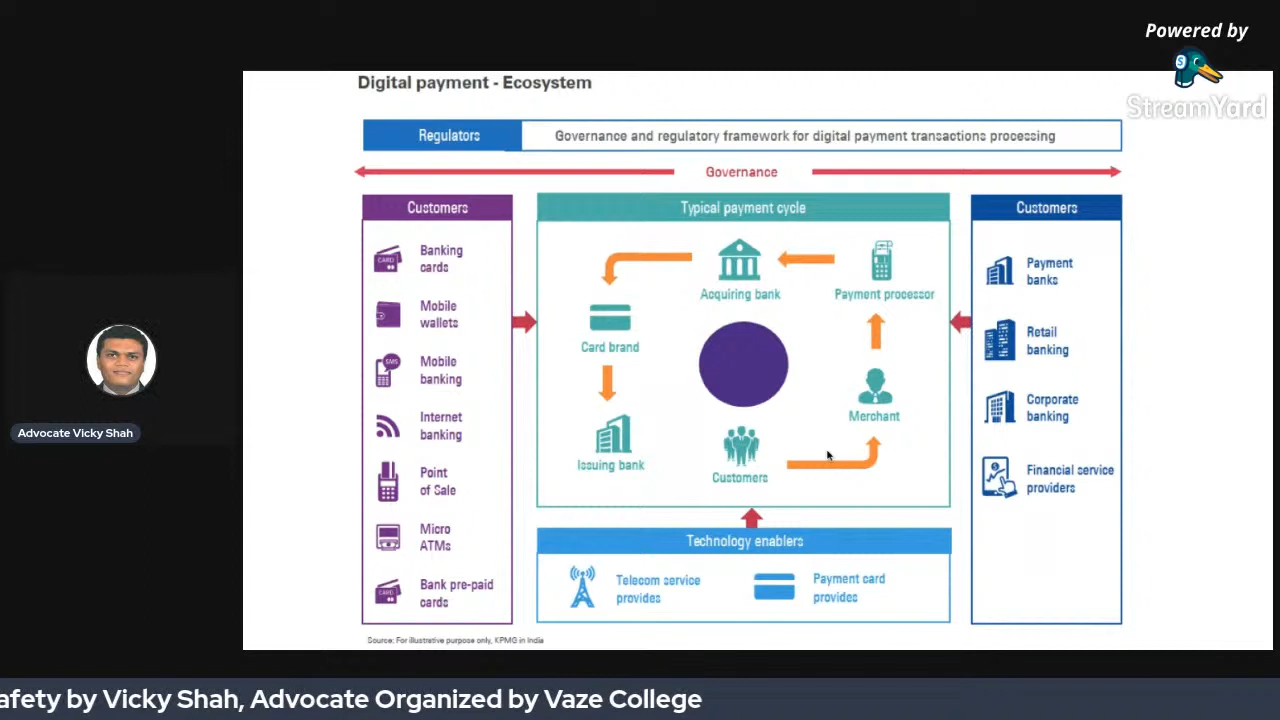 Powered by
StreamYard
Digital payment - Ecosystem
Regulators
Governance and regulatory framework for digital payment transactions processing
Governance
Customers
Banking
cards
Mobile
wallets
Mobile
banking
Internet
banking
Point
of Sale
Micro
ATMs
Bank pre-paid
cards
Typical payment cycle
Acquiring bank
Payment processor
Card brand
Merchant
Issuing bank
Customers
Customers
Payment
banks
Retail
banking
Corporate
banking
Financial service
providers
Technology enablers
Telecom service
provides
Payment card
provides
Source: For illustrative purpose only, KPMG in India
CARD
SMS
CARD
S
Advocate Vicky Shah
afety by Vicky Shah, Advocate Organized by Vaze College